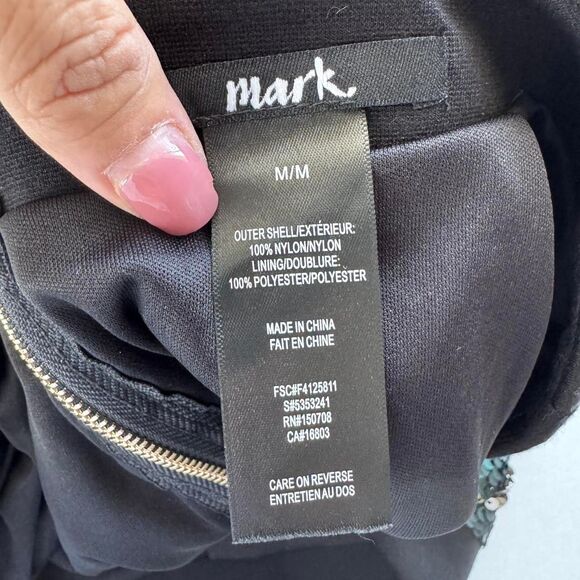 mark.
M/M
OUTER SHELL/EXTÉRIEUR:
100% NYLON/NYLON
LINING/DOUBLURE:
100% POLYESTER/POLYESTER
MADE IN CHINA
FAIT EN CHINE
FSC#F4125811
S#5353241
RN#150708
CA#16803
CARE ON REVERSE
ENTRETIEN AU DOS